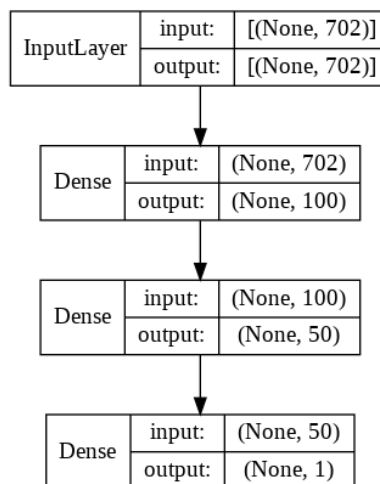 InputLayer
input: [(None, 702)]
output: [(None, 702)]
Dense
input: (None, 702)
output: (None, 100)
Dense
input: (None, 100)
output: (None, 50)
Dense
input: (None, 50)
output: (None, 1)